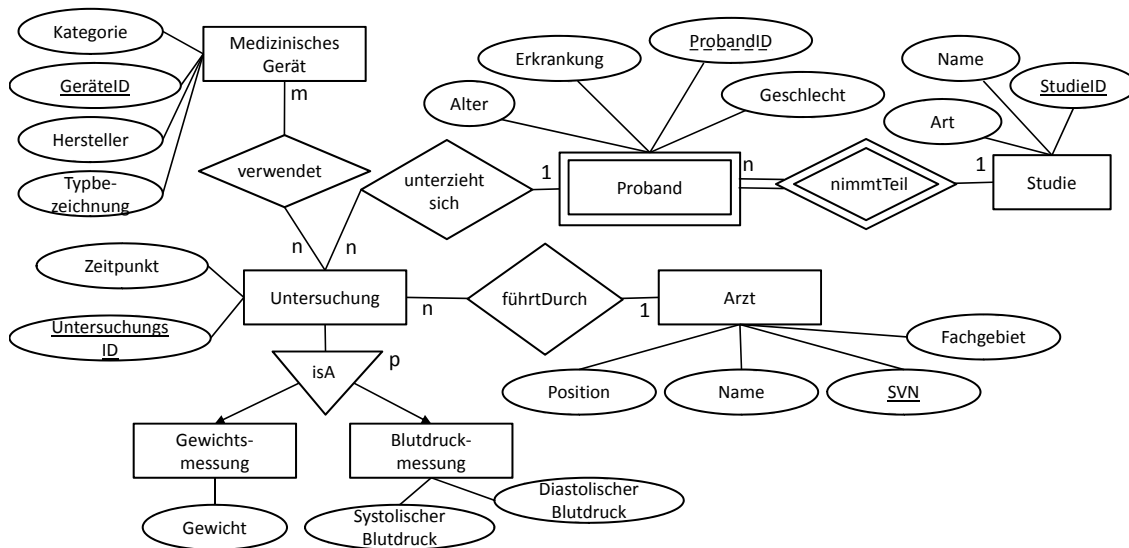 Kategorie
Medizinisches
Gerät
GeräteID
Hersteller
Typbe-
zeichnung
m
verwendet
n
Erkrankung
ProbandID
Alter
Geschlecht
unterzieht
sich
1
n
Proband
n
nimmtTeil
1
Name
StudieID
Art
Studie
Zeitpunkt
Untersuchungs
ID
Untersuchung
n
führtDurch
1
Arzt
Position
Name
SVN
Fachgebiet
isA
p
Gewichts-
messung
Blutdruck-
messung
Gewicht
Systolischer
Blutdruck
Diastolischer
Blutdruck